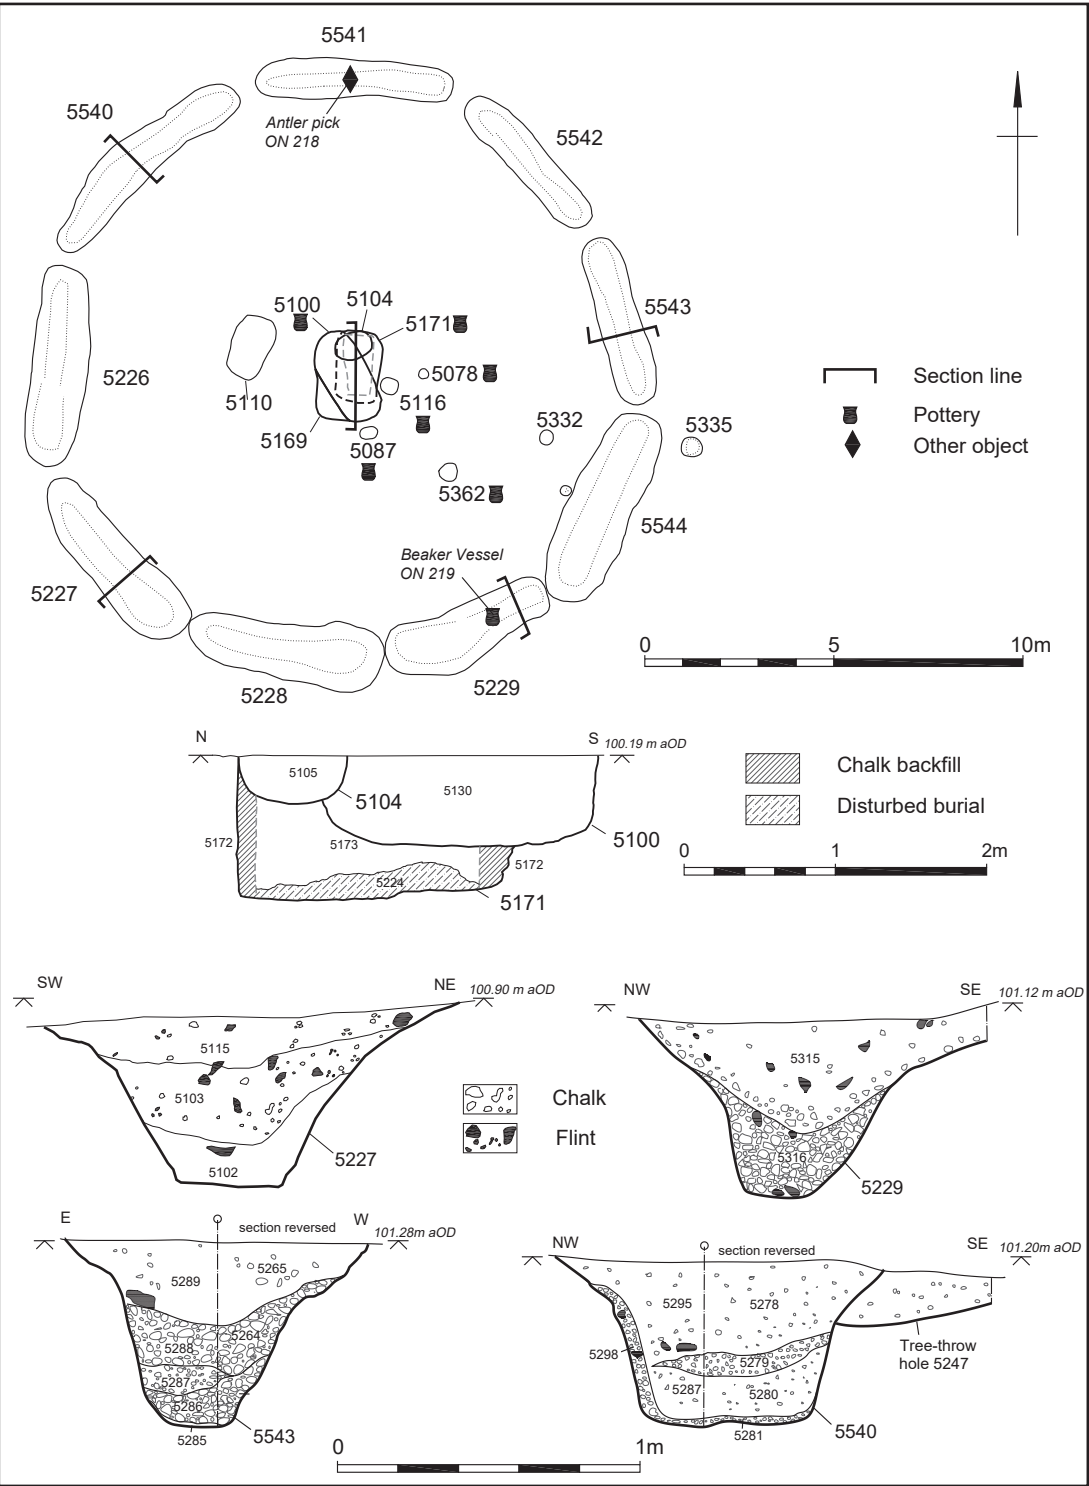 5541
5540
Antler pick
ON 218
5542
5100
5104
5171
5543
5226
5078
5110
5116
5169
5087
5332
5335
5362
5544
Section line
Pottery
Other object
Beaker Vessel
ON 219
5227
5228
5229
0 5 10m
N
S 100.19 m aOD
5105
5104
5130
5172
5173
5100
5172
5224
5171
Chalk backfill
Disturbed burial
0 1 2m
SW
NE 100.90 m aOD
5115
5103
5102
5227
Chalk
Flint
NW
SE 101.12 m aOD
5315
5316
5229
E
section reversed
W 101.28m aOD
5289
5265
5264
5288
5287
5286
5285
5543
NW
section reversed
SE 101.20m aOD
5295
5278
5298
5279
5287
5280
5281
5540
Tree-throw
hole 5247
0 1m